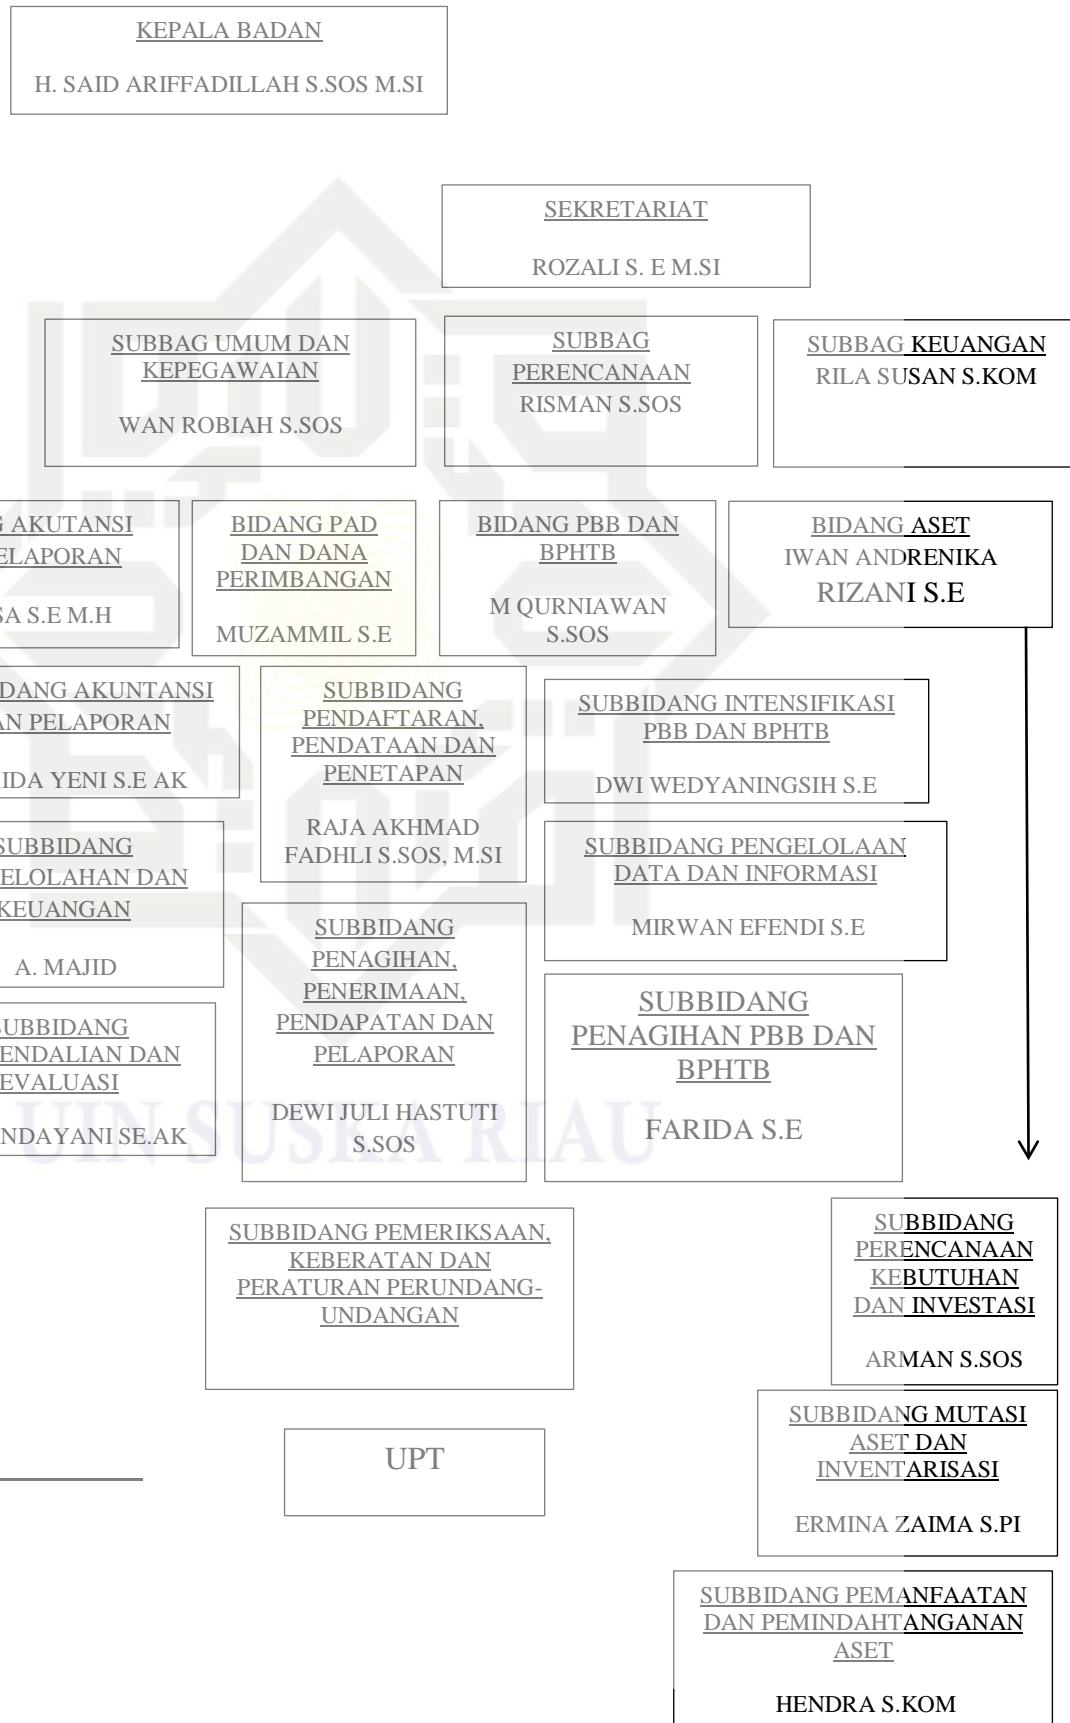 KEPALA BADAN
H. SAID ARIFFADILLAH S.SOS M.SI
SEKRETARIAT
ROZALI S. E M.SI
SUBBAG UMUM DAN
KEPEGAWAIAN
WAN ROBIAH S.SOS
SUBBAG
PERENCANAAN
RISMAN S.SOS
SUBBAG KEUANGAN
RILA SUSAN S.KOM
AKUTANSI
ELAPORAN
SA S.E M.H
BIDANG PAD
DAN DANA
PERIMBANGAN
MUZAMMIL S.E
BIDANG PBB DAN
BPHTB
M QURNIAWAN
S.SOS
BIDANG ASET
IWAN ANDRENIKA
RIZANI S.E
DANG AKUNTANSI
AN PELAPORAN
IDA YENI S.E AK
SUBBIDANG
PENDAFTARAN,
PENDATAAN DAN
PENETAPAN
RAJA AKHMAD
FADHLI S.SOS, M.SI
SUBBIDANG INTENSIFIKASI
PBB DAN BPHTB
DWI WEDYANINGSIH S.E
SUBBIDANG
ELOLAHAN DAN
KEUANGAN
A. MAJID
SUBBIDANG PENGELOLAAN
DATA DAN INFORMASI
MIRWAN EFENDI S.E
SUBBIDANG
PENAGIHAN,
PENERIMAAN,
PENDAPATAN DAN
PELAPORAN
DEWI JULI HASTUTI
S.SOS
SUBBIDANG
PENAGIHAN PBB DAN
BPHTB
FARIDA S.E
SUBBIDANG
ENDALIAN DAN
EVALUASI
NDAYANI SE.AK
UIN SUSKA RIAU
SUBBIDANG PEMERIKSAAN,
KEBERATAN DAN
PERATURAN PERUNDANG-
UNDANGAN
SUBBIDANG
PERENCANAAN
KEBUTUHAN
DAN INVESTASI
ARMAN S.SOS
UPT
SUBBIDANG MUTASI
ASET DAN
INVENTARISASI
ERMINA ZAIMA S.PI
SUBBIDANG PEMANFAATAN
DAN PEMINDAHTANGANAN
ASET
HENDRA S.KOM